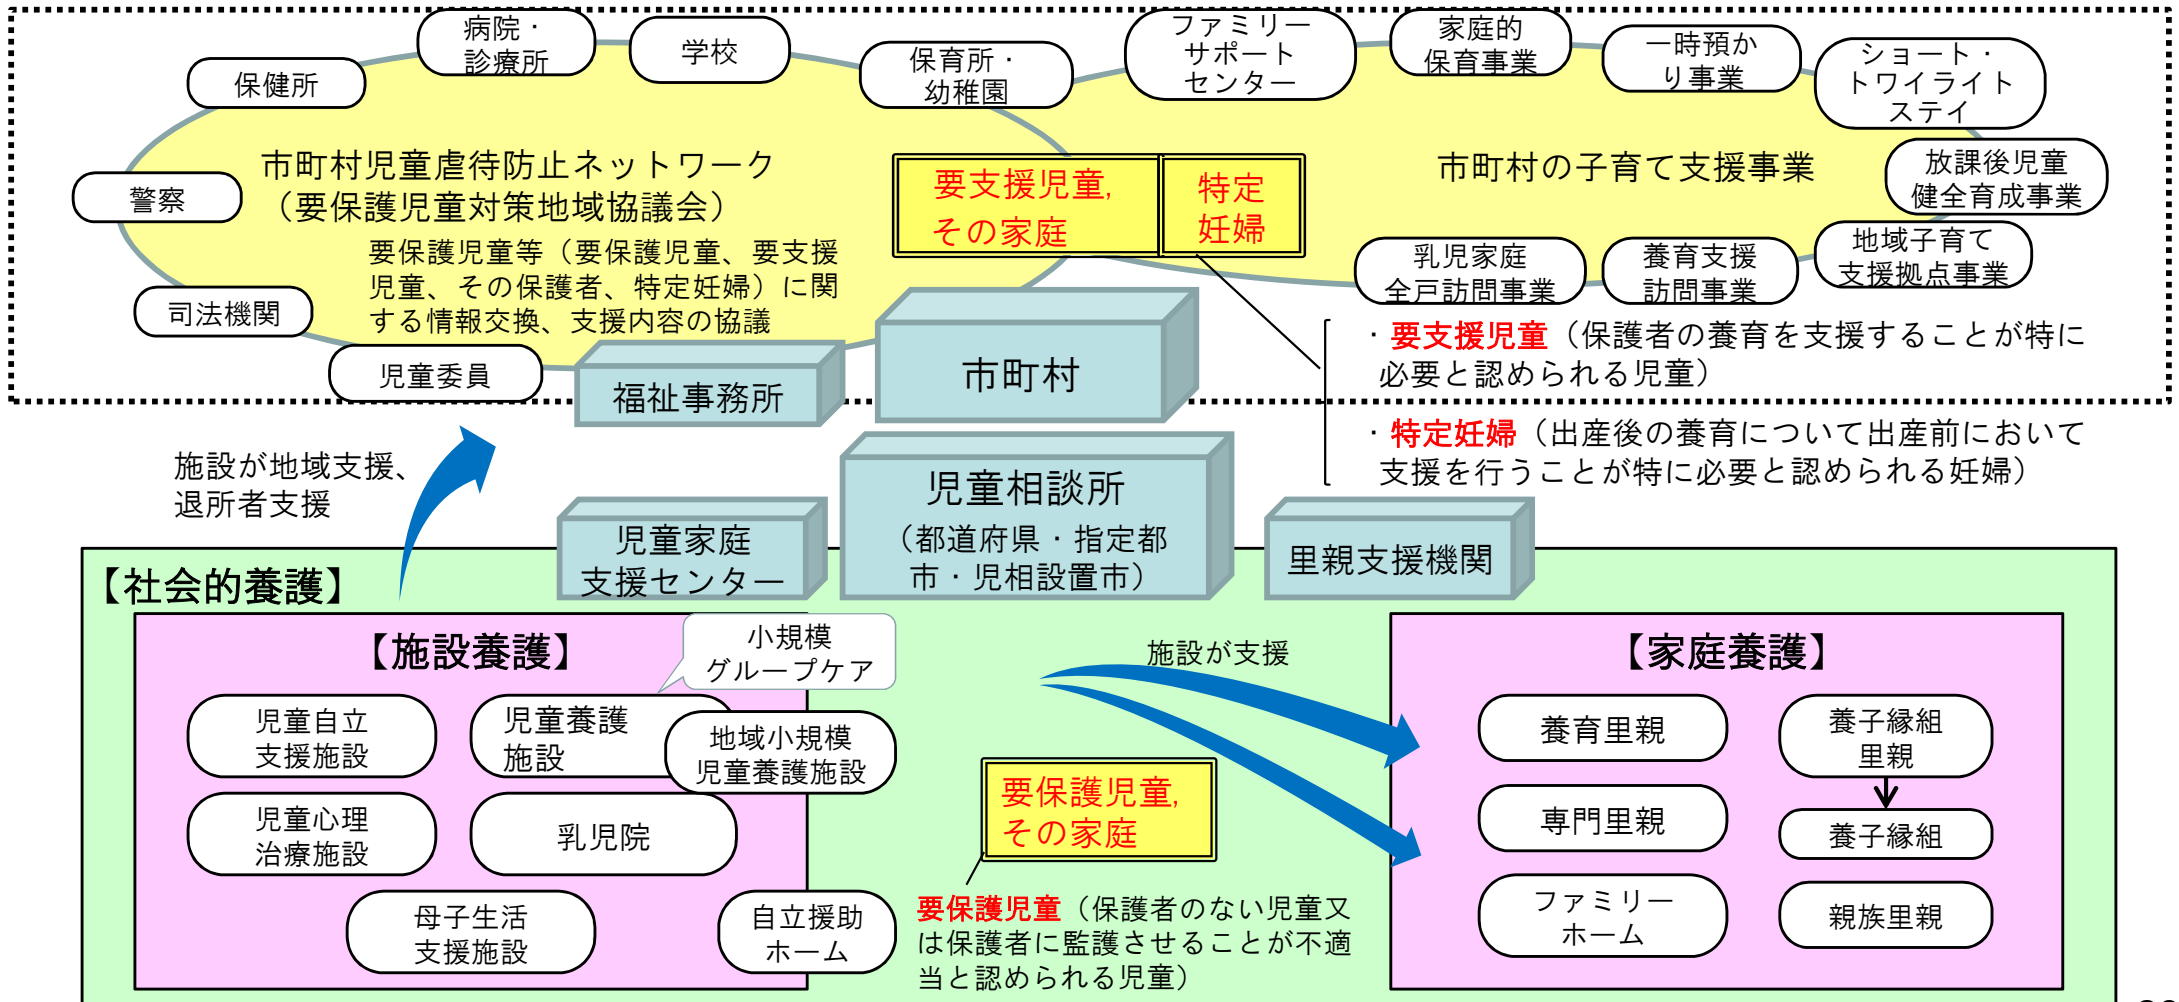 病院・
診療所
学校
保健所
保育所・
幼稚園
ファミリー
サポート
センター
家庭的
保育事業
一時預か
り事業
ショート・
トワイライト
ステイ
市町村児童虐待防止ネットワーク
（要保護児童対策地域協議会）
警察
要保護児童等（要保護児童、要支援
児童、その保護者、特定妊婦）に関
する情報交換、支援内容の協議
司法機関
児童委員
要支援児童,
その家庭
特定
妊婦
市町村の子育て支援事業
放課後児童
健全育成事業
地域子育て
支援拠点事業
養育支援
訪問事業
乳児家庭
全戸訪問事業
福祉事務所
市町村
・要支援児童（保護者の養育を支援することが特に
必要と認められる児童）
・特定妊婦（出産後の養育について出産前において
支援を行うことが特に必要と認められる妊婦）
施設が地域支援、
退所者支援
児童相談所
（都道府県・指定都
市・児相設置市）
児童家庭
支援センター
里親支援機関
【社会的養護】
【施設養護】
小規模
グループケア
児童自立
支援施設
児童養護
施設
地域小規模
児童養護施設
児童心理
治療施設
乳児院
母子生活
支援施設
自立援助
ホーム
施設が支援
要保護児童,
その家庭
要保護児童（保護者のない児童又
は保護者に監護させることが不適
当と認められる児童）
【家庭養護】
養育里親
養子縁組
里親
専門里親
養子縁組
ファミリー
ホーム
親族里親